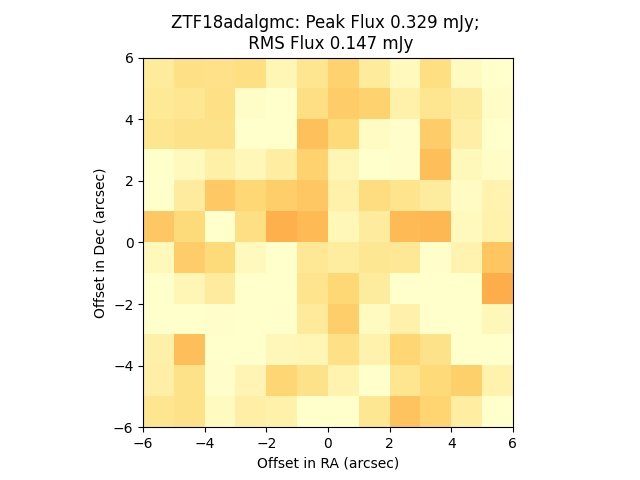 ZTF18adalgmc: Peak Flux 0.329 mJy;
RMS Flux 0.147 mJy
6
4
2
0
−2
−4
−6
Offset in Dec (arcsec)
−6 −4 −2 0 2 4 6
Offset in RA (arcsec)